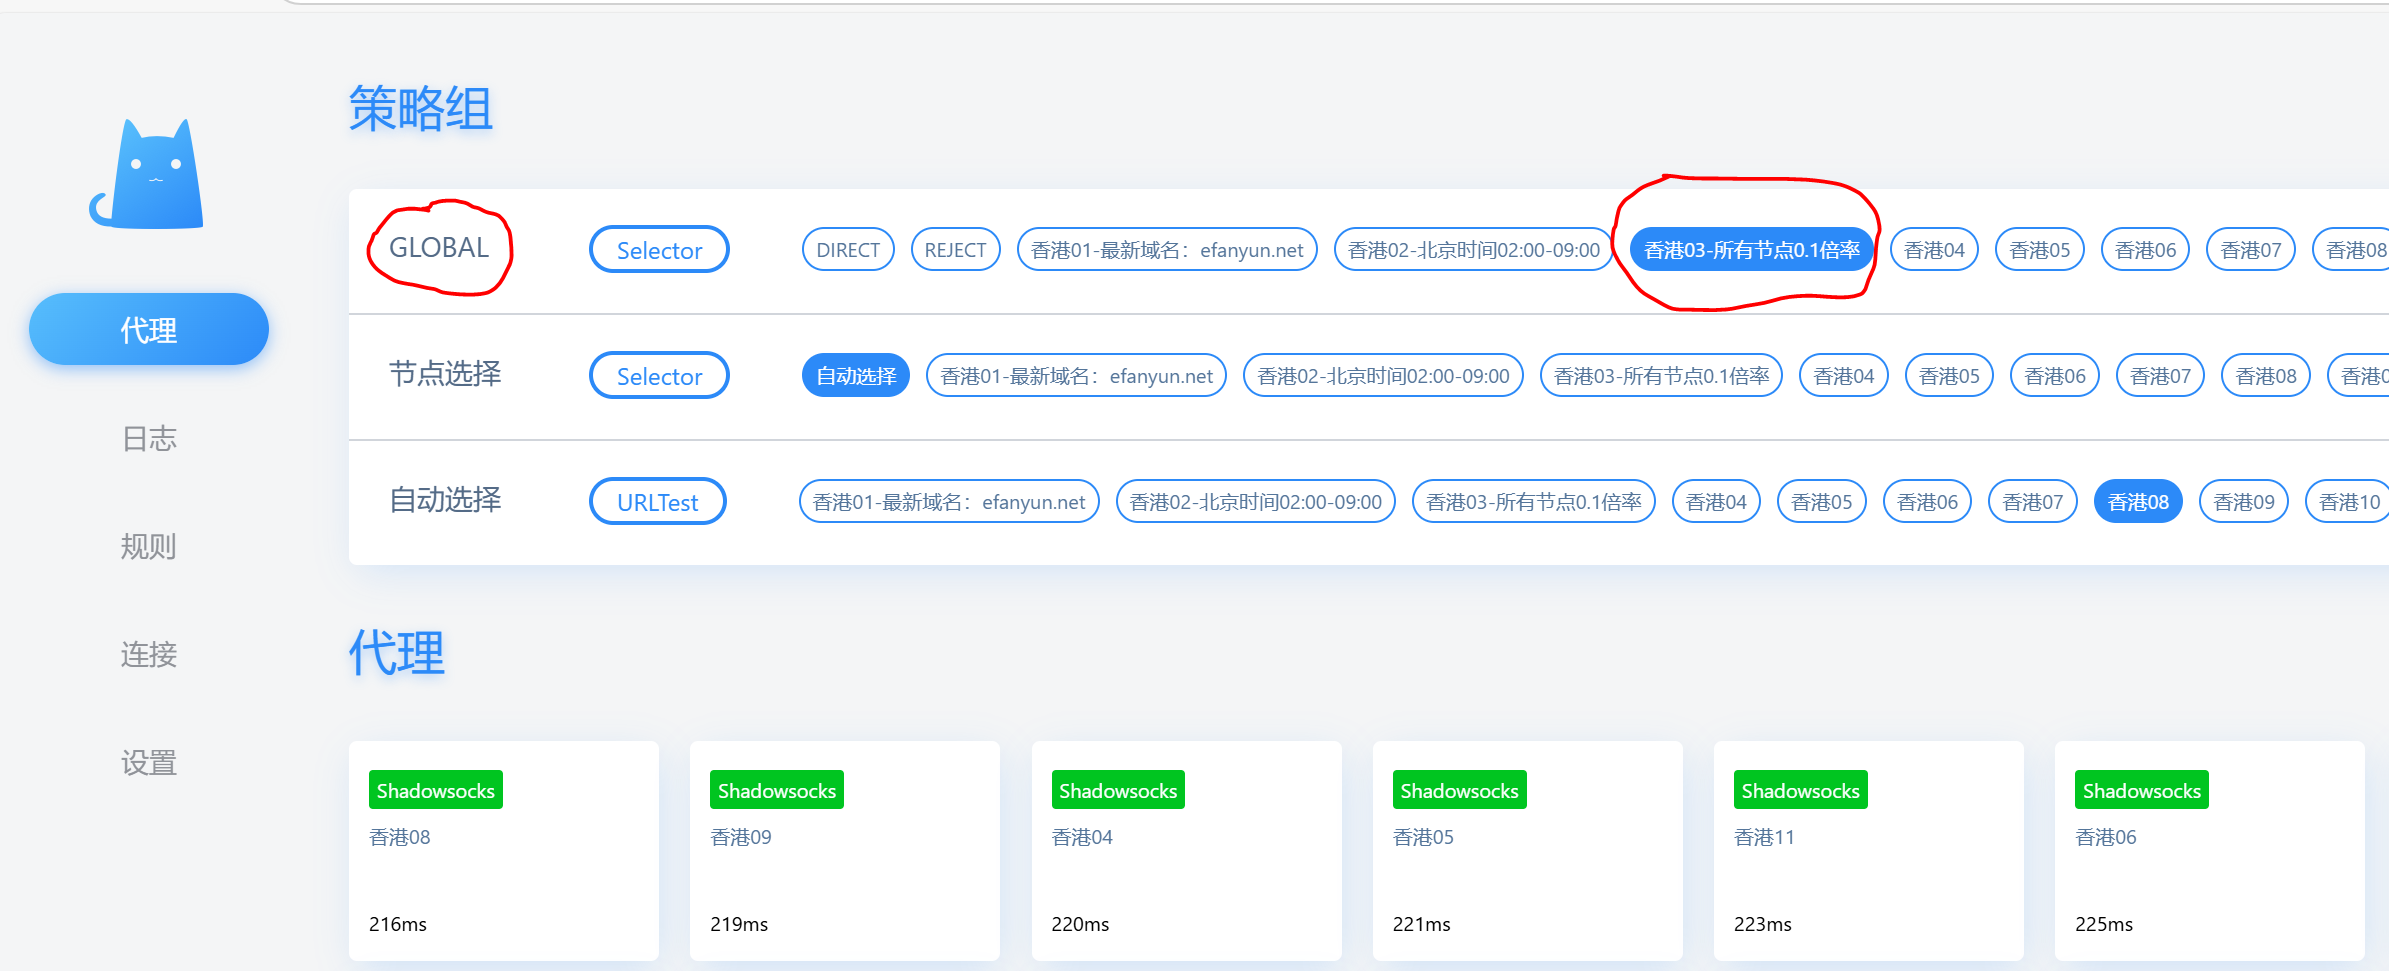 策略组
GLOBAL Selector DIRECT REJECT 香港01-最新域名：efanyun.net 香港02-北京时间02:00-09:00 香港03-所有节点0.1倍率 香港04 香港05 香港06 香港07 香港08
代理
节点选择 Selector 自动选择 香港01-最新域名：efanyun.net 香港02-北京时间02:00-09:00 香港03-所有节点0.1倍率 香港04 香港05 香港06 香港07 香港08 香港0
日志
自动选择 URLTest 香港01-最新域名：efanyun.net 香港02-北京时间02:00-09:00 香港03-所有节点0.1倍率 香港04 香港05 香港06 香港07 香港08 香港09 香港10
规则
连接
设置
代理
Shadowsocks Shadowsocks Shadowsocks Shadowsocks Shadowsocks Shadowsocks
香港08 香港09 香港04 香港05 香港11 香港06
216ms 219ms 220ms 221ms 223ms 225ms